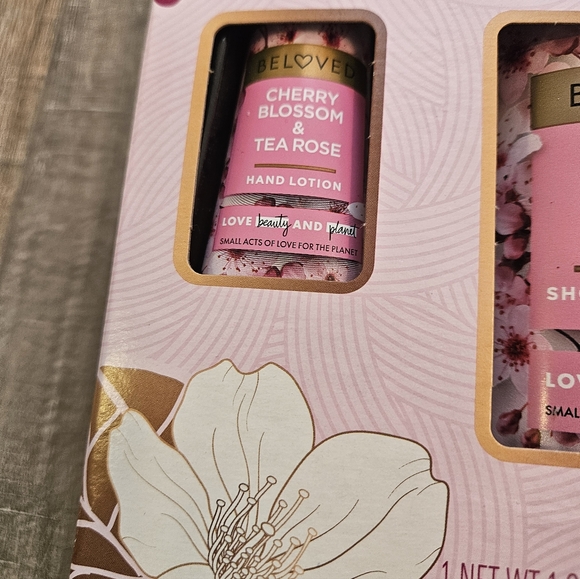 BELOVED
CHERRY
BLOSSOM
&
TEA ROSE
HAND LOTION
LOVE beauty AND planet
SMALL ACTS OF LOVE FOR THE PLANET
B
SHO
LOV
SMAL
1 NET